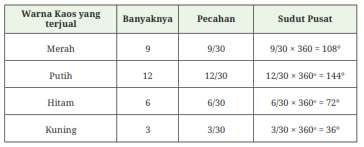 Warna Kaos yang terjual | Banyaknya | Pecahan | Sudut Pusat
Merah | 9 | 9/30 | 9/30 × 360 = 108°
Putih | 12 | 12/30 | 12/30 × 360° = 144°
Hitam | 6 | 6/30 | 6/30 × 360° = 72°
Kuning | 3 | 3/30 | 3/30 × 360° = 36°